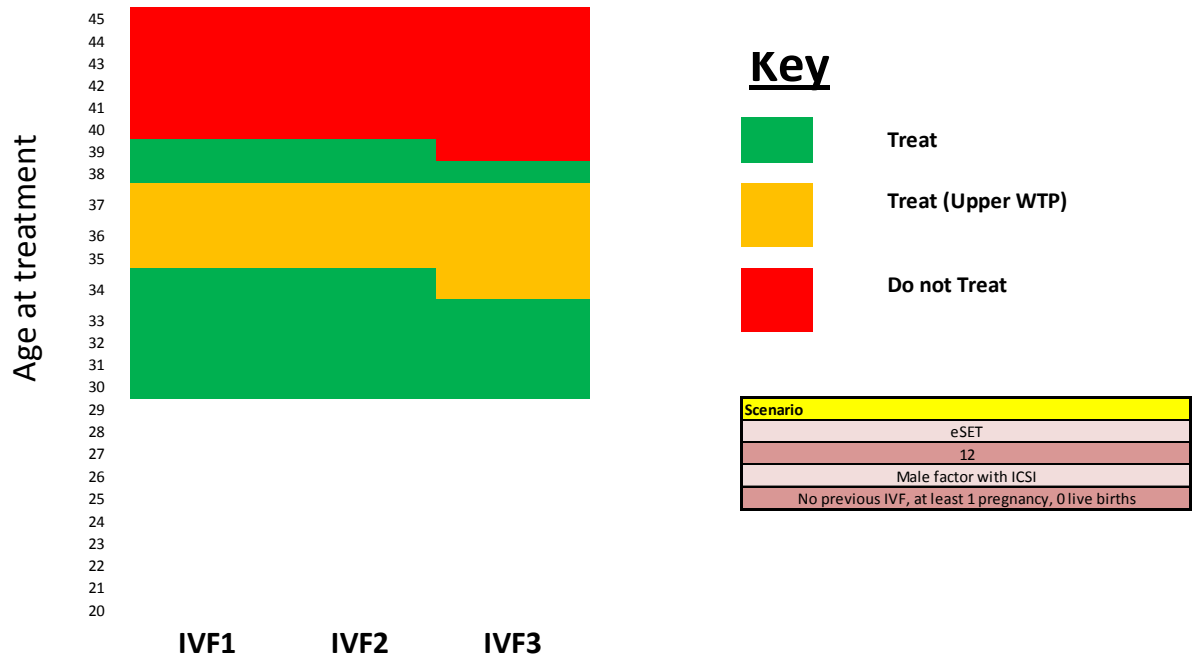 Age at treatment
45
44
43
42
41
40
39
38
37
36
35
34
33
32
31
30
29
28
27
26
25
24
23
22
21
20
IVF1 IVF2 IVF3
Key
Treat
Treat (Upper WTP)
Do not Treat
Scenario
eSET
12
Male factor with ICSI
No previous IVF, at least 1 pregnancy, 0 live births